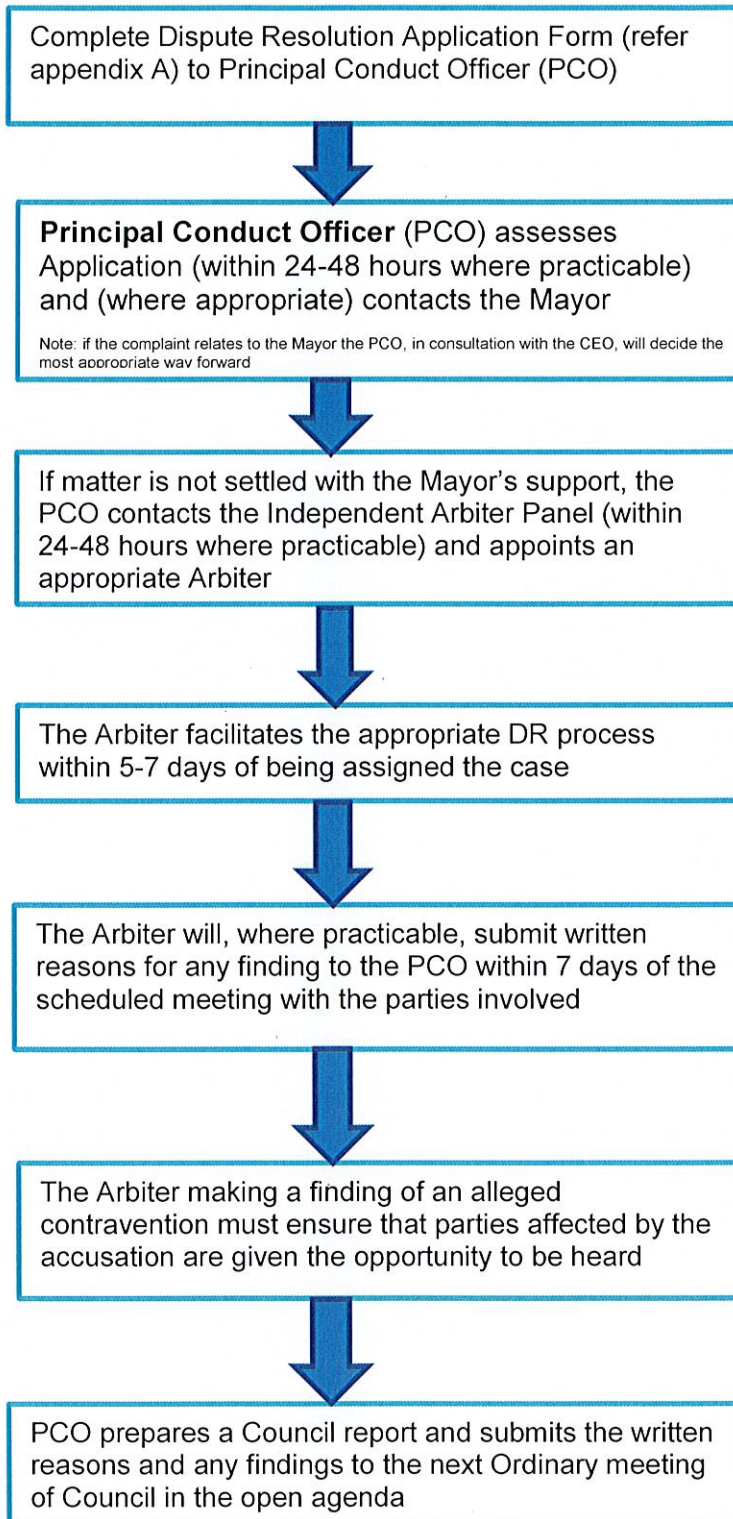 Complete Dispute Resolution Application Form (refer
appendix A) to Principal Conduct Officer (PCO)
Principal Conduct Officer (PCO) assesses
Application (within 24-48 hours where practicable)
and (where appropriate) contacts the Mayor
Note: if the complaint relates to the Mayor the PCO, in consultation with the CEO, will decide the
most appropriate way forward
If matter is not settled with the Mayor's support, the
PCO contacts the Independent Arbiter Panel (within
24-48 hours where practicable) and appoints an
appropriate Arbiter
The Arbiter facilitates the appropriate DR process
within 5-7 days of being assigned the case
The Arbiter will, where practicable, submit written
reasons for any finding to the PCO within 7 days of the
scheduled meeting with the parties involved
The Arbiter making a finding of an alleged
contravention must ensure that parties affected by the
accusation are given the opportunity to be heard
PCO prepares a Council report and submits the written
reasons and any findings to the next Ordinary meeting
of Council in the open agenda